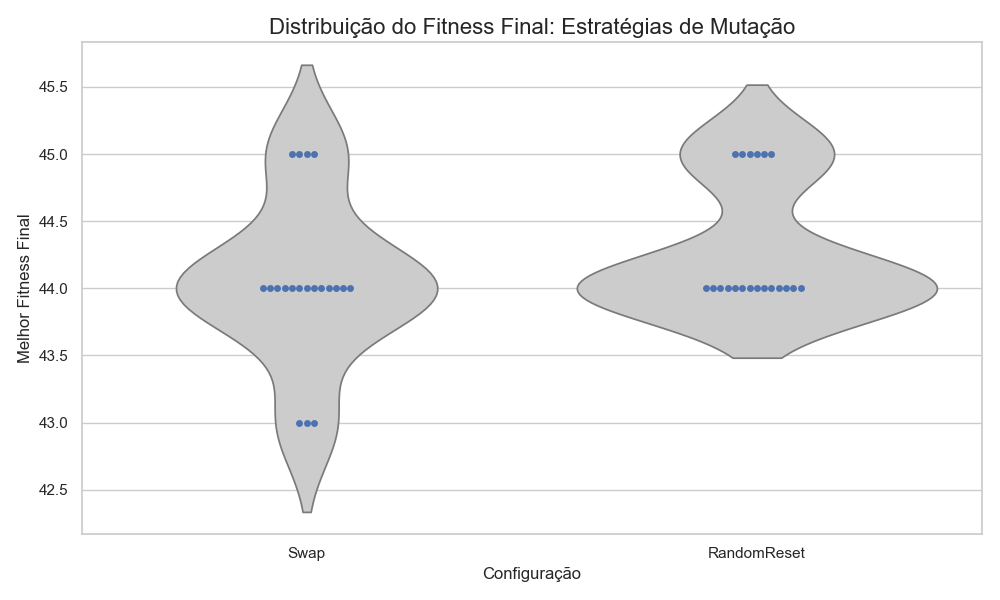 Distribuição do Fitness Final: Estratégias de Mutação
Melhor Fitness Final
45.5
45.0
44.5
44.0
43.5
43.0
42.5
Swap
RandomReset
Configuração